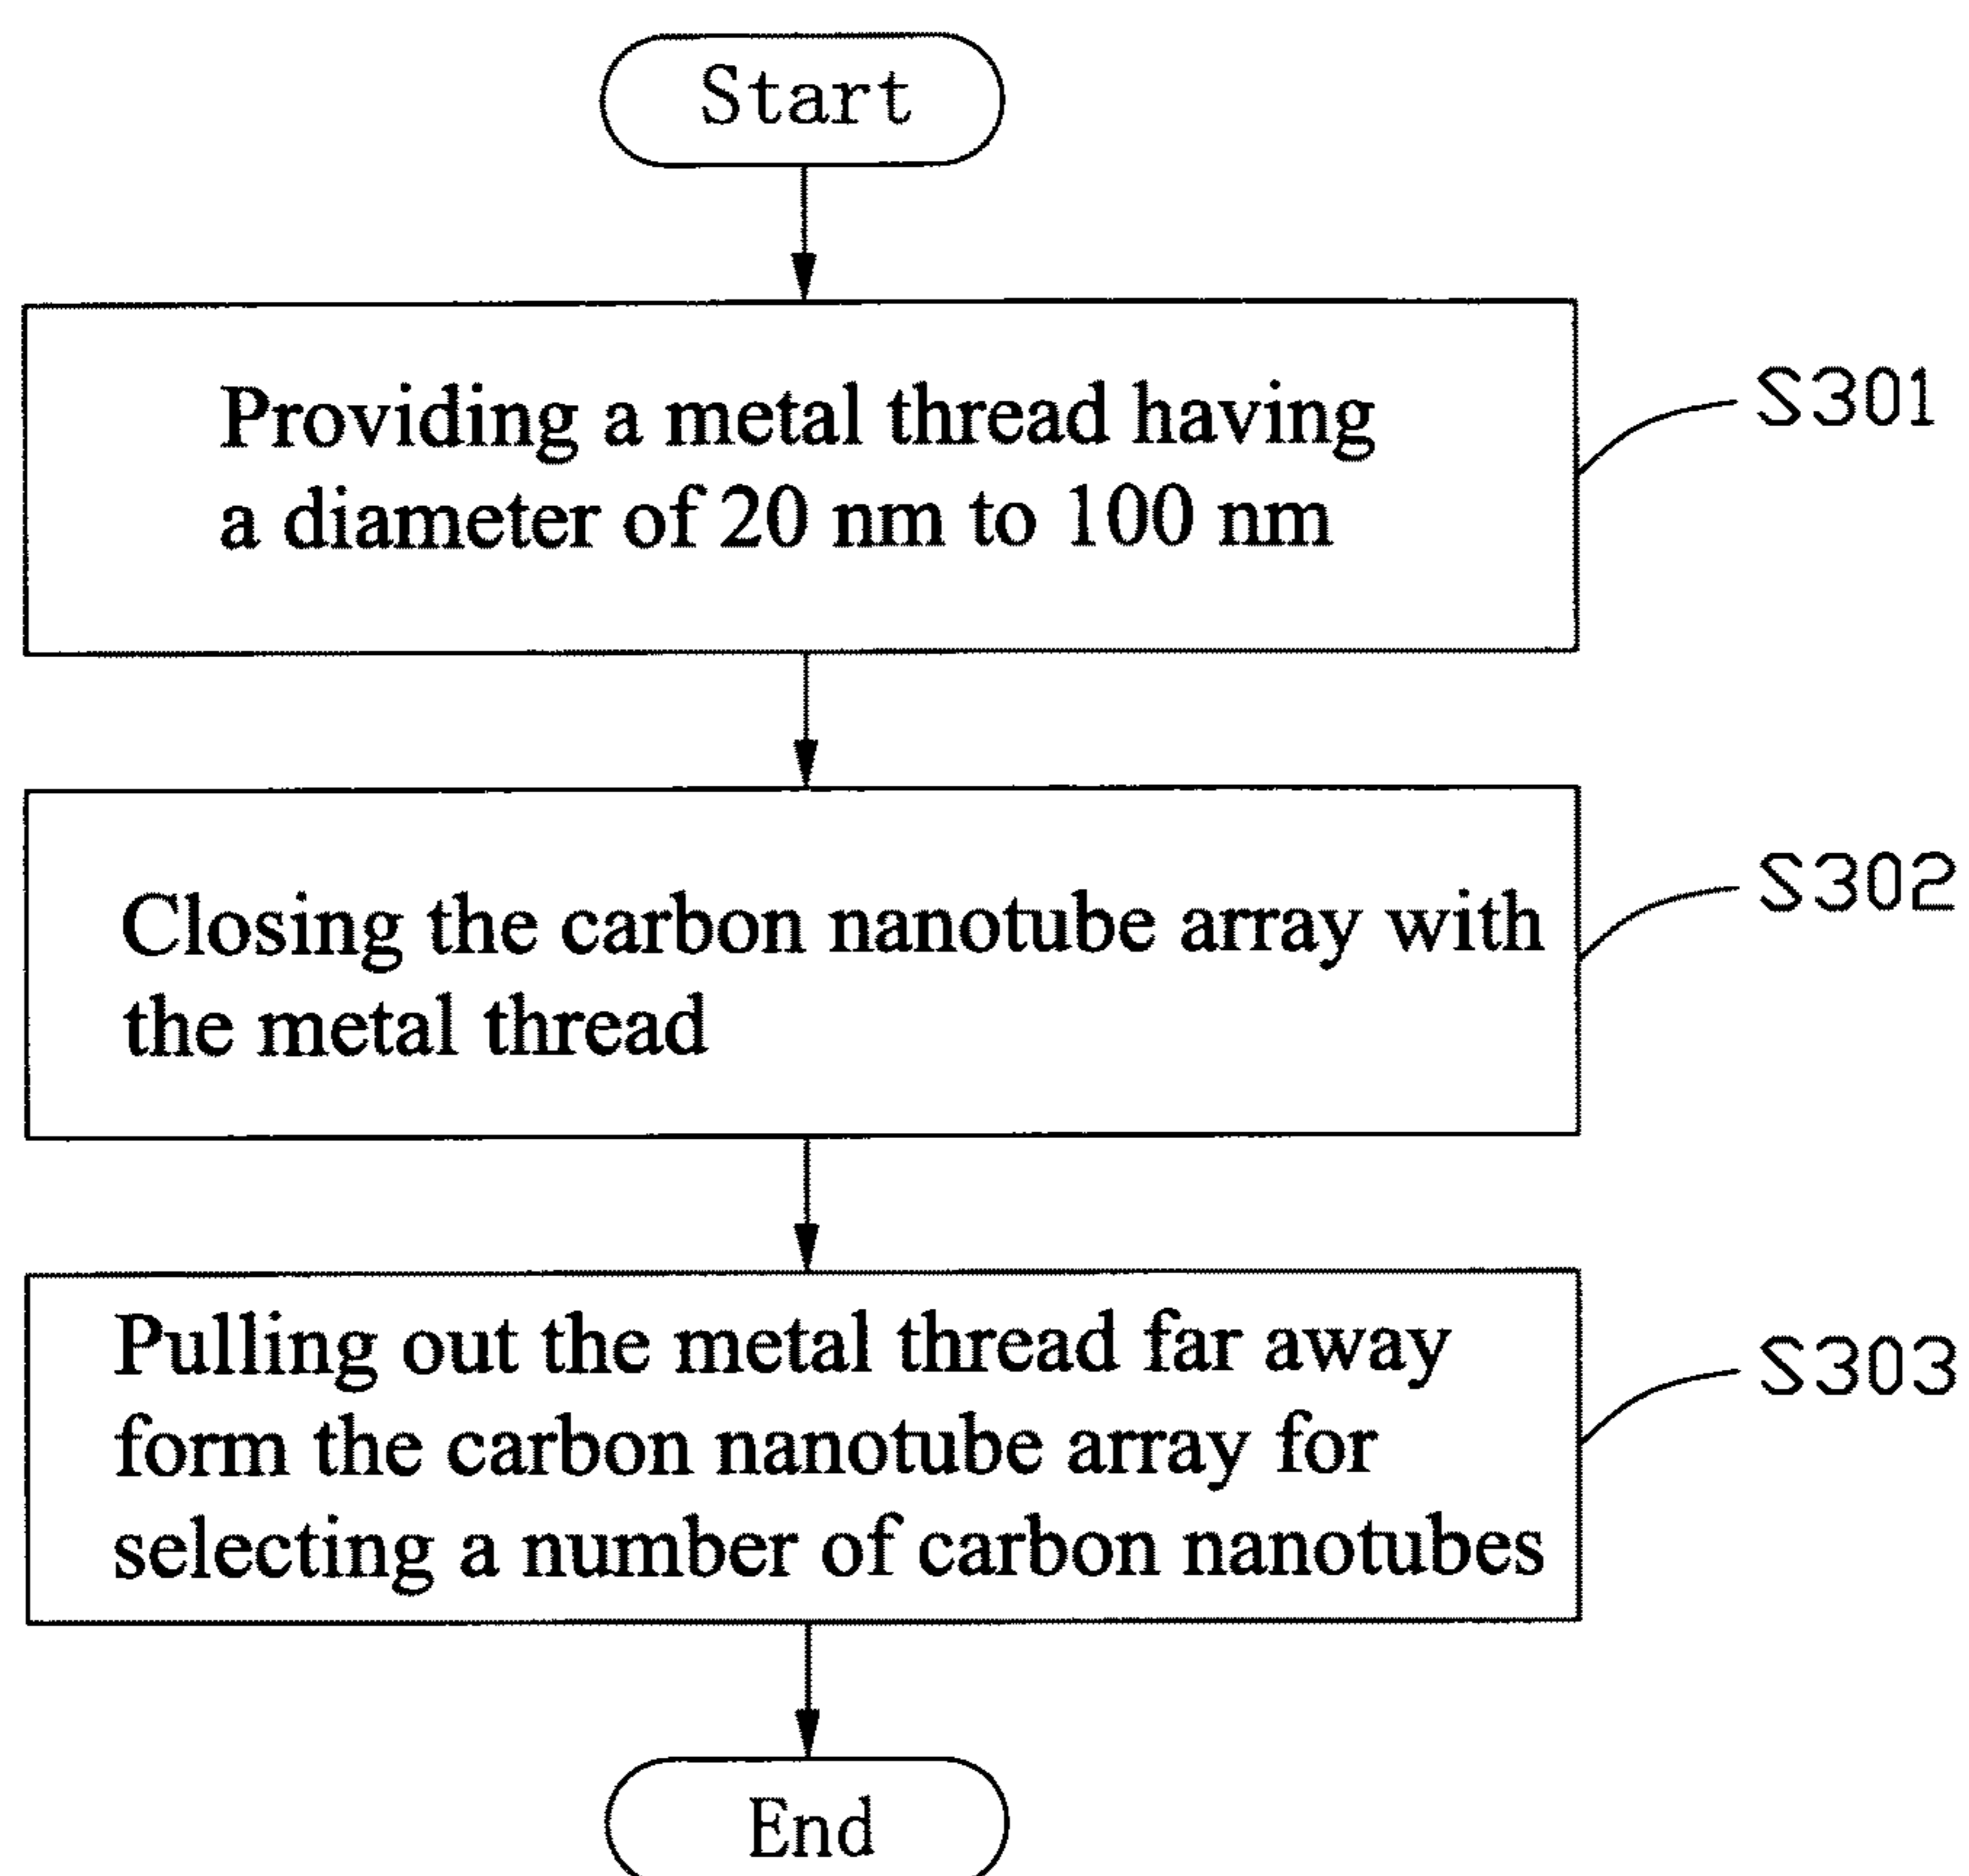 Start
Providing a metal thread having
a diameter of 20 nm to 100 nm
S301
Closing the carbon nanotube array with
the metal thread
S302
Pulling out the metal thread far away
form the carbon nanotube array for
selecting a number of carbon nanotubes
S303
End